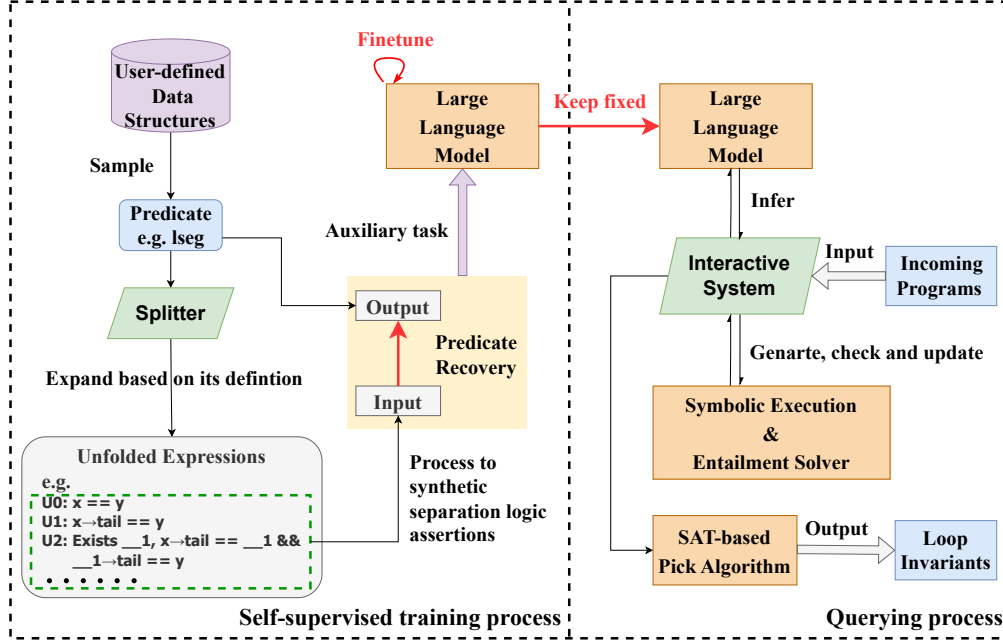 User-defined
Data
Structures
Sample
Predicate
e.g. lseg
Splitter
Expand based on its defintion
Unfolded Expressions
e.g.
U0: x == y
U1: x→tail == y
U2: Exists __1, x→tail == __1 &&
__1→tail == y
• • • • • •
Finetune
Large
Language
Model
Auxiliary task
Output
Predicate
Recovery
Input
Process to
synthetic
separation logic
assertions
Self-supervised training process
Keep fixed
Large
Language
Model
Infer
Interactive
System
Input
Incoming
Programs
Genarte, check and update
Symbolic Execution
&
Entailment Solver
SAT-based
Pick Algorithm
Output
Loop
Invariants
Querying process